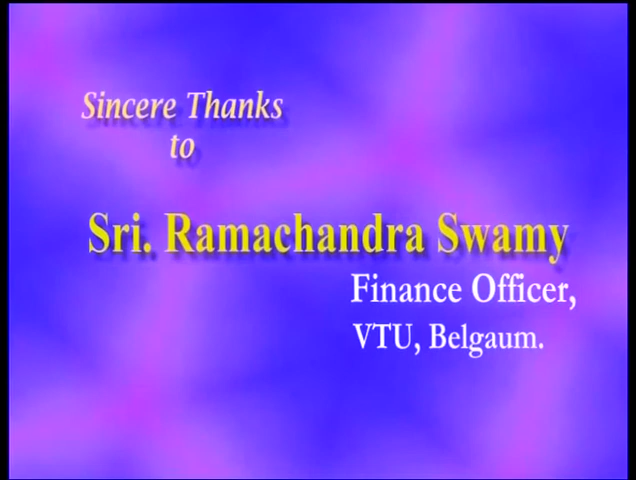 Sincere Thanks
to
Sri. Ramachandra Swamy
Finance Officer,
VTU, Belgaum.